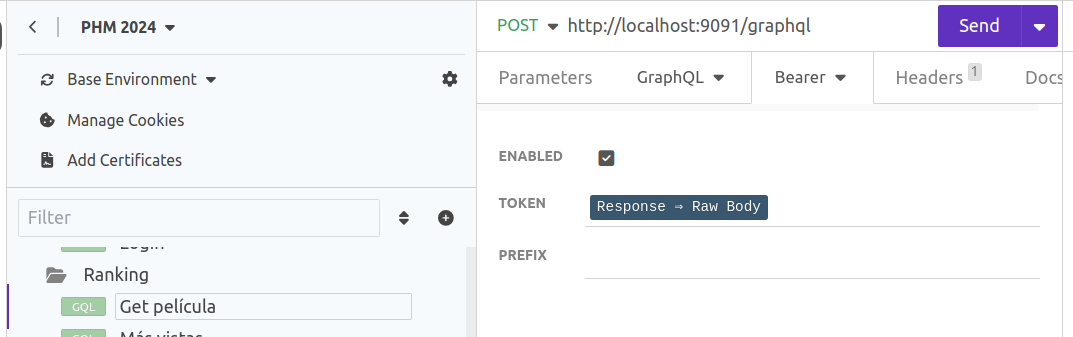 PHM 2024
Base Environment
Manage Cookies
Add Certificates
Filter
Login
Ranking
GQL Get película
GQL Más vistas
POST http://localhost:9091/graphql Send
Parameters GraphQL Bearer Headers 1 Docs
ENABLED
TOKEN Response ⇒ Raw Body
PREFIX